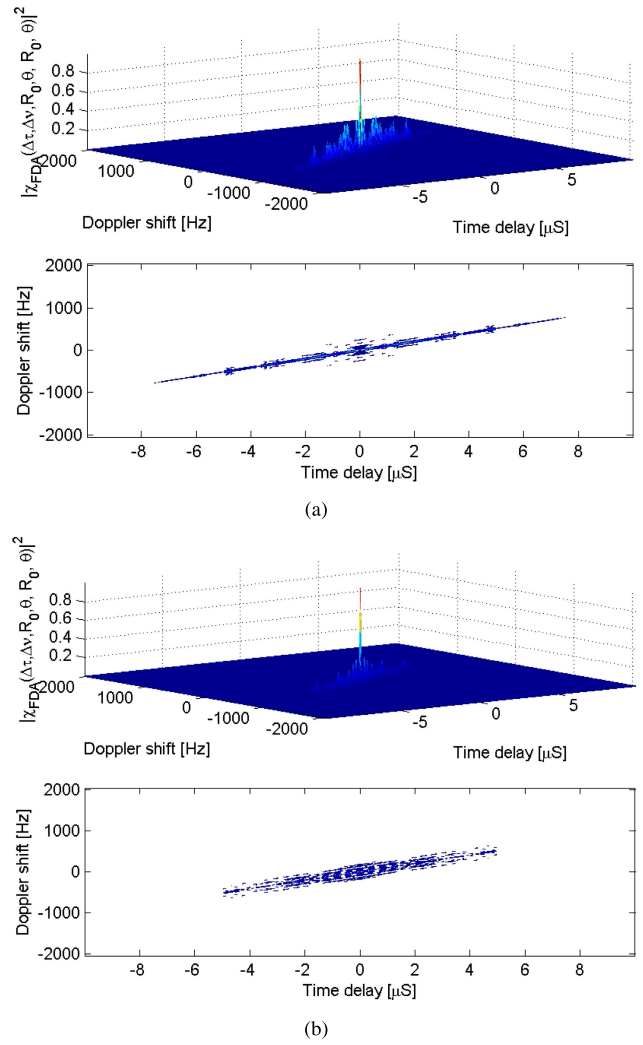 |χFDA(Δτ,Δν,R0,θ, R0, θ)|²
0.8
0.6
0.4
0.2
2000
1000
0
-1000
-2000
Doppler shift [Hz]
-5
0
5
Time delay [μS]
Doppler shift [Hz]
2000
1000
0
-1000
-2000
-8 -6 -4 -2 0 2 4 6 8
Time delay [μS]
(a)
|χFDA(Δτ,Δν,R0,θ, R0, θ)|²
0.8
0.6
0.4
0.2
2000
1000
0
-1000
-2000
Doppler shift [Hz]
-5
0
5
Time delay [μS]
Doppler shift [Hz]
2000
1000
0
-1000
-2000
-8 -6 -4 -2 0 2 4 6 8
Time delay [μS]
(b)